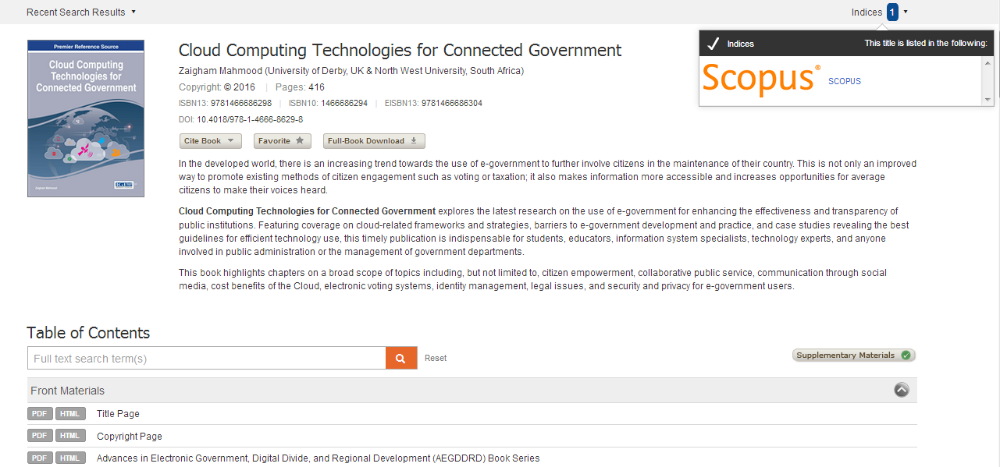 Recent Search Results
Indices 1
Indices This title is listed in the following:
Scopus® SCOPUS
Premier Reference Source
Cloud Computing
Technologies for
Connected Government
Zaigham Mahmood
IGI
Cloud Computing Technologies for Connected Government
Zaigham Mahmood (University of Derby, UK & North West University, South Africa)
Copyright: © 2016 | Pages: 416
ISBN13: 9781466686298 | ISBN10: 1466686294 | EISBN13: 9781466686304
DOI: 10.4018/978-1-4666-8629-8
Cite Book Favorite Full-Book Download
In the developed world, there is an increasing trend towards the use of e-government to further involve citizens in the maintenance of their country. This is not only an improved
way to promote existing methods of citizen engagement such as voting or taxation; it also makes information more accessible and increases opportunities for average
citizens to make their voices heard.
Cloud Computing Technologies for Connected Government explores the latest research on the use of e-government for enhancing the effectiveness and transparency of
public institutions. Featuring coverage on cloud-related frameworks and strategies, barriers to e-government development and practice, and case studies revealing the best
guidelines for efficient technology use, this timely publication is indispensable for students, educators, information system specialists, technology experts, and anyone
involved in public administration or the management of government departments.
This book highlights chapters on a broad scope of topics including, but not limited to, citizen empowerment, collaborative public service, communication through social
media, cost benefits of the Cloud, electronic voting systems, identity management, legal issues, and security and privacy for e-government users.
Table of Contents
Full text search term(s) Reset Supplementary Materials
Front Materials
PDF HTML Title Page
PDF HTML Copyright Page
PDF HTML Advances in Electronic Government, Digital Divide, and Regional Development (AEGDDRD) Book Series